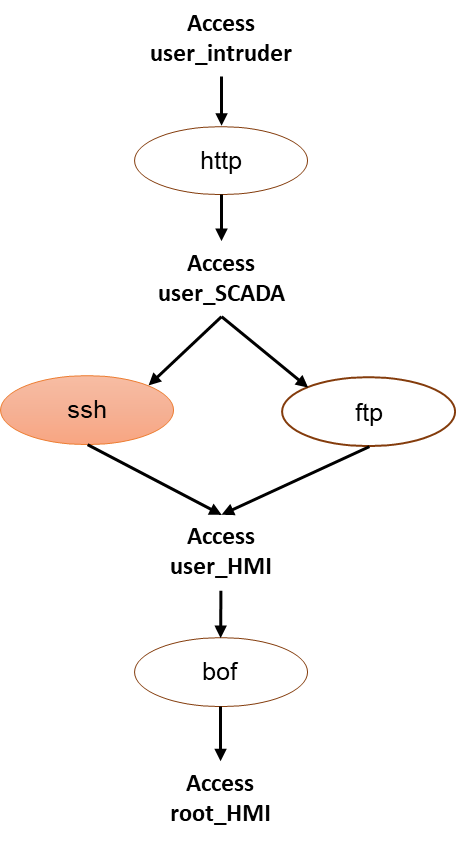 Access
user_intruder
http
Access
user_SCADA
ssh
ftp
Access
user_HMI
bof
Access
root_HMI